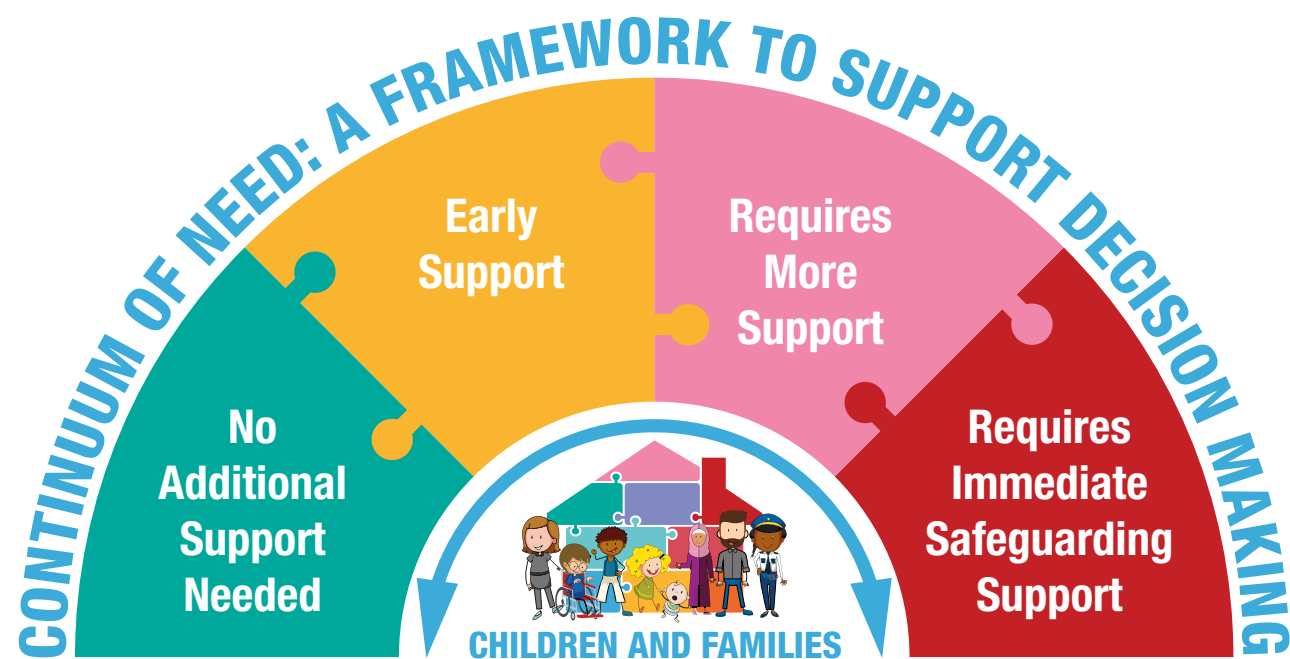 CONTINUUM OF NEED: A FRAMEWORK TO SUPPORT DECISION MAKING
No
Additional
Support
Needed
Early
Support
Requires
More
Support
Requires
Immediate
Safeguarding
Support
CHILDREN AND FAMILIES